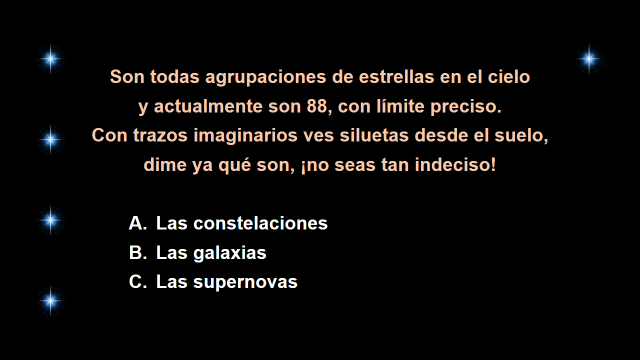 Son todas agrupaciones de estrellas en el cielo
y actualmente son 88, con límite preciso.
Con trazos imaginarios ves siluetas desde el suelo,
dime ya qué son, ¡no seas tan indeciso!
A. Las constelaciones
B. Las galaxias
C. Las supernovas